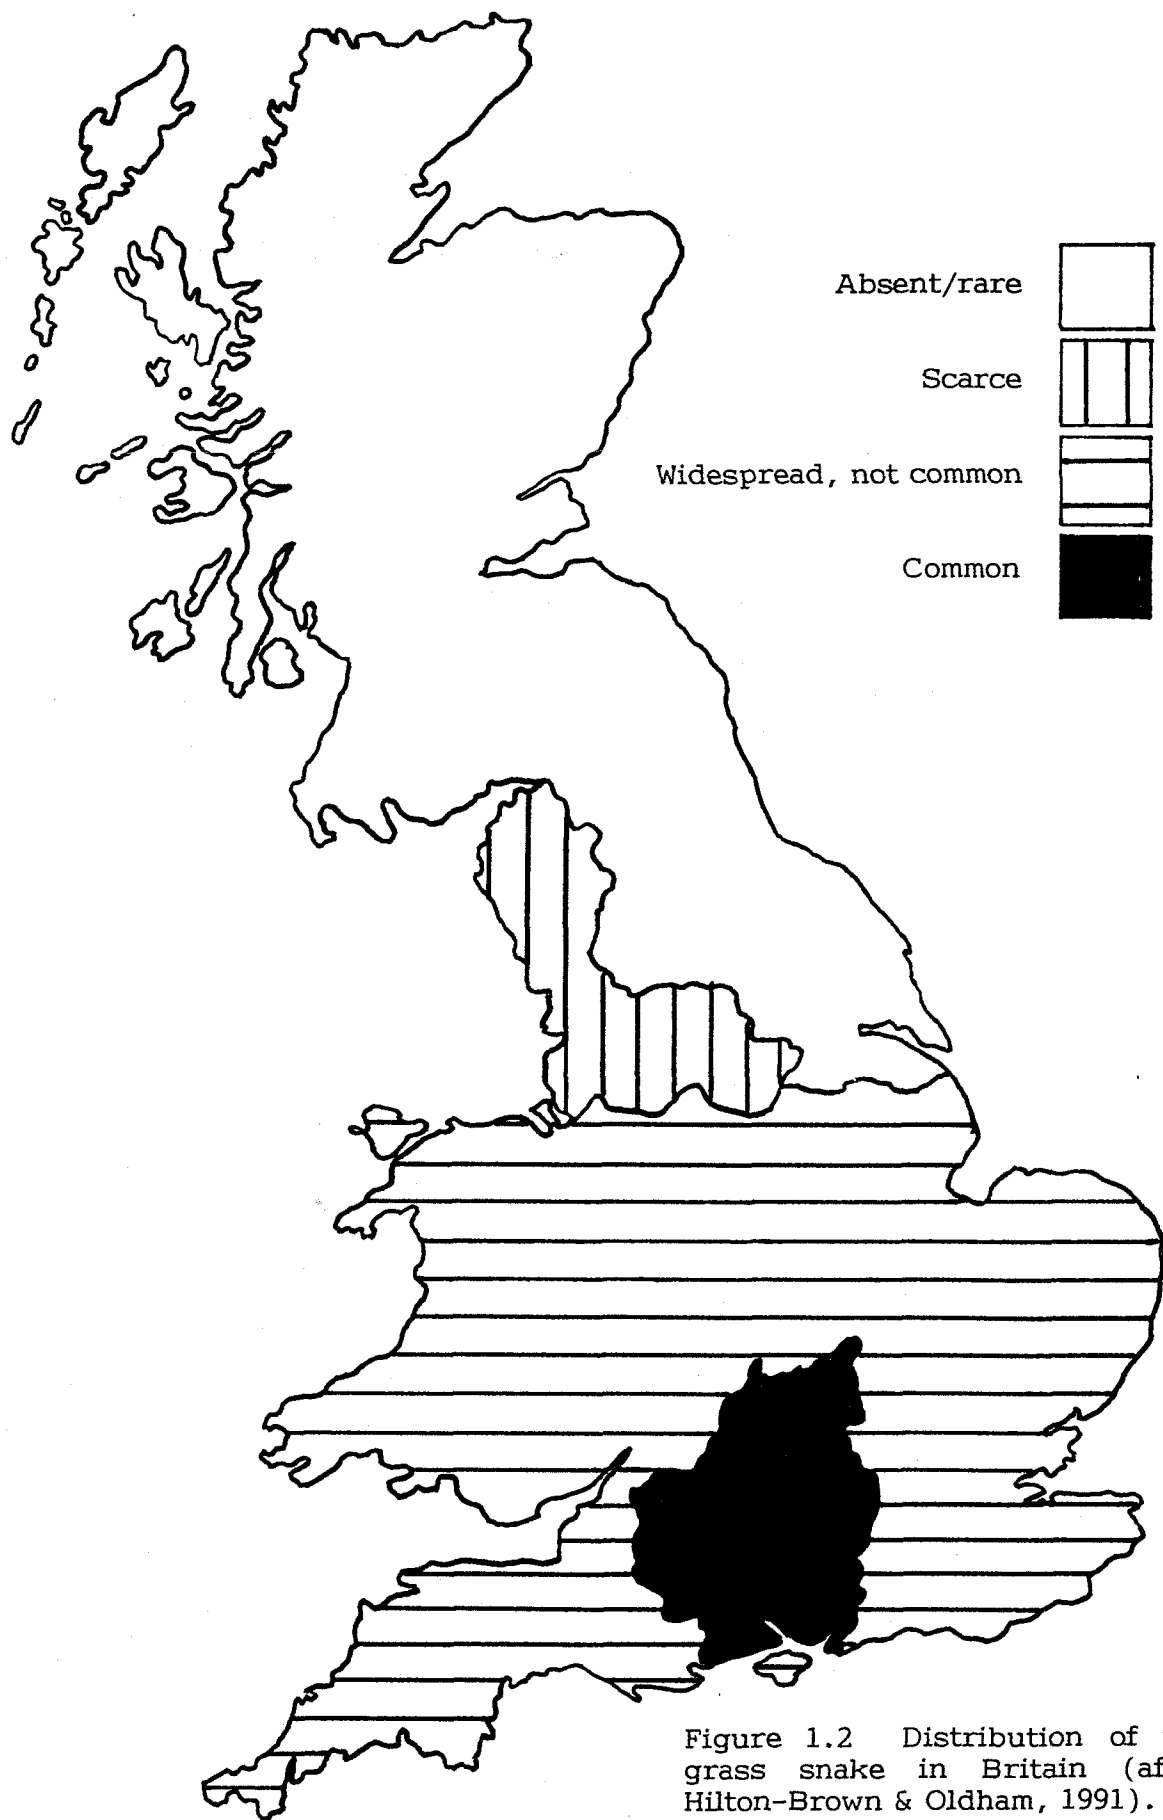 Absent/rare
Scarce
Widespread, not common
Common
Figure 1.2 Distribution of
grass snake in Britain (af
Hilton-Brown & Oldham, 1991).